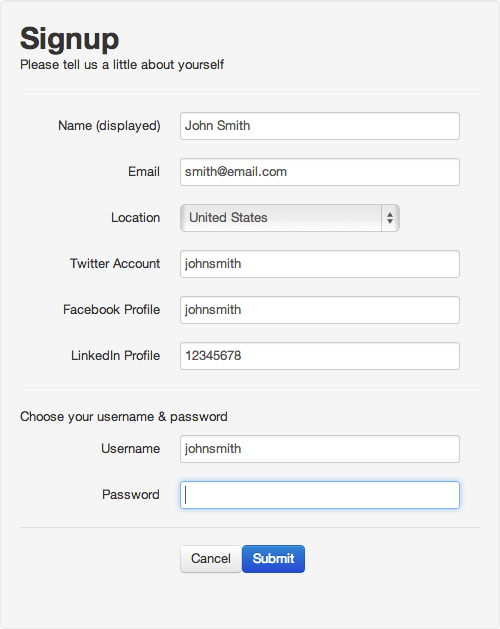 Signup
Please tell us a little about yourself
Name (displayed) John Smith
Email smith@email.com
Location United States
Twitter Account johnsmith
Facebook Profile johnsmith
LinkedIn Profile 12345678
Choose your username & password
Username johnsmith
Password
Cancel Submit